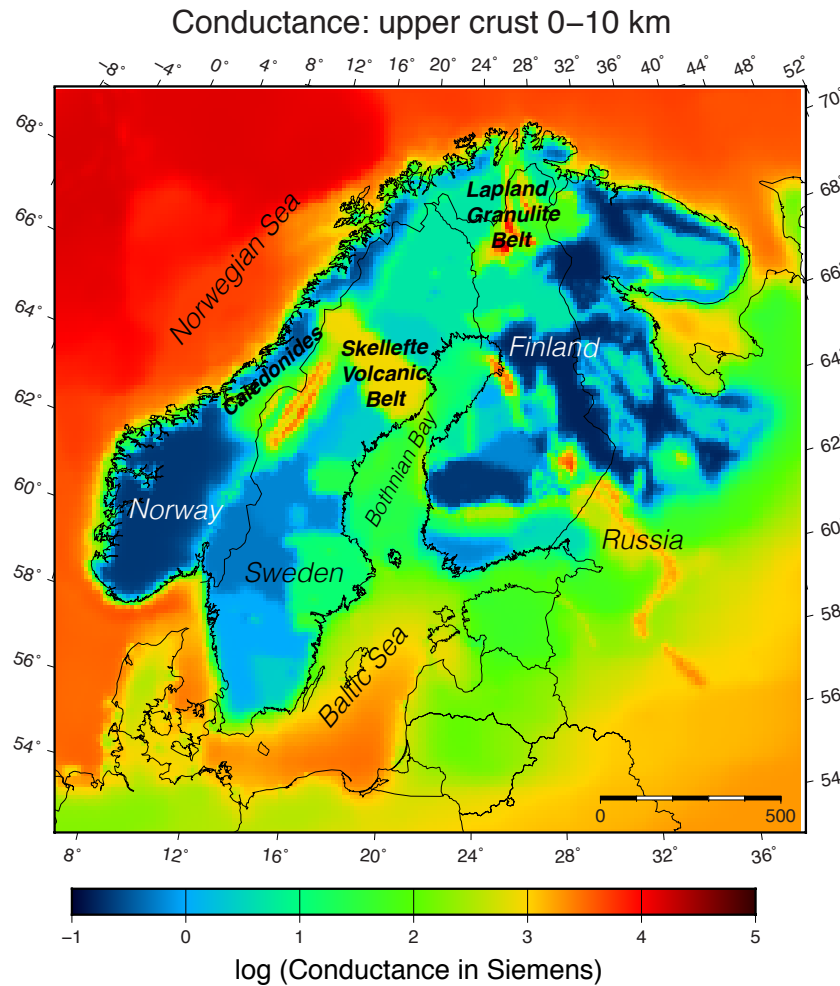 Conductance: upper crust 0−10 km
−8° −4° 0° 4° 8° 12° 16° 20° 24° 28° 32° 36° 40° 44° 48° 52°
68° 70°
Lapland
Granulite
Belt
68°
66°
Norwegian Sea
66°
64°
Caledonides
Skellefte
Volcanic
Belt
Finland
64°
62°
Bothnian Bay
62°
60°
Norway
Russia
60°
58°
Sweden
58°
56°
Baltic Sea
56°
54°
54°
0 500
8° 12° 16° 20° 24° 28° 32° 36°
−1 0 1 2 3 4 5
log (Conductance in Siemens)